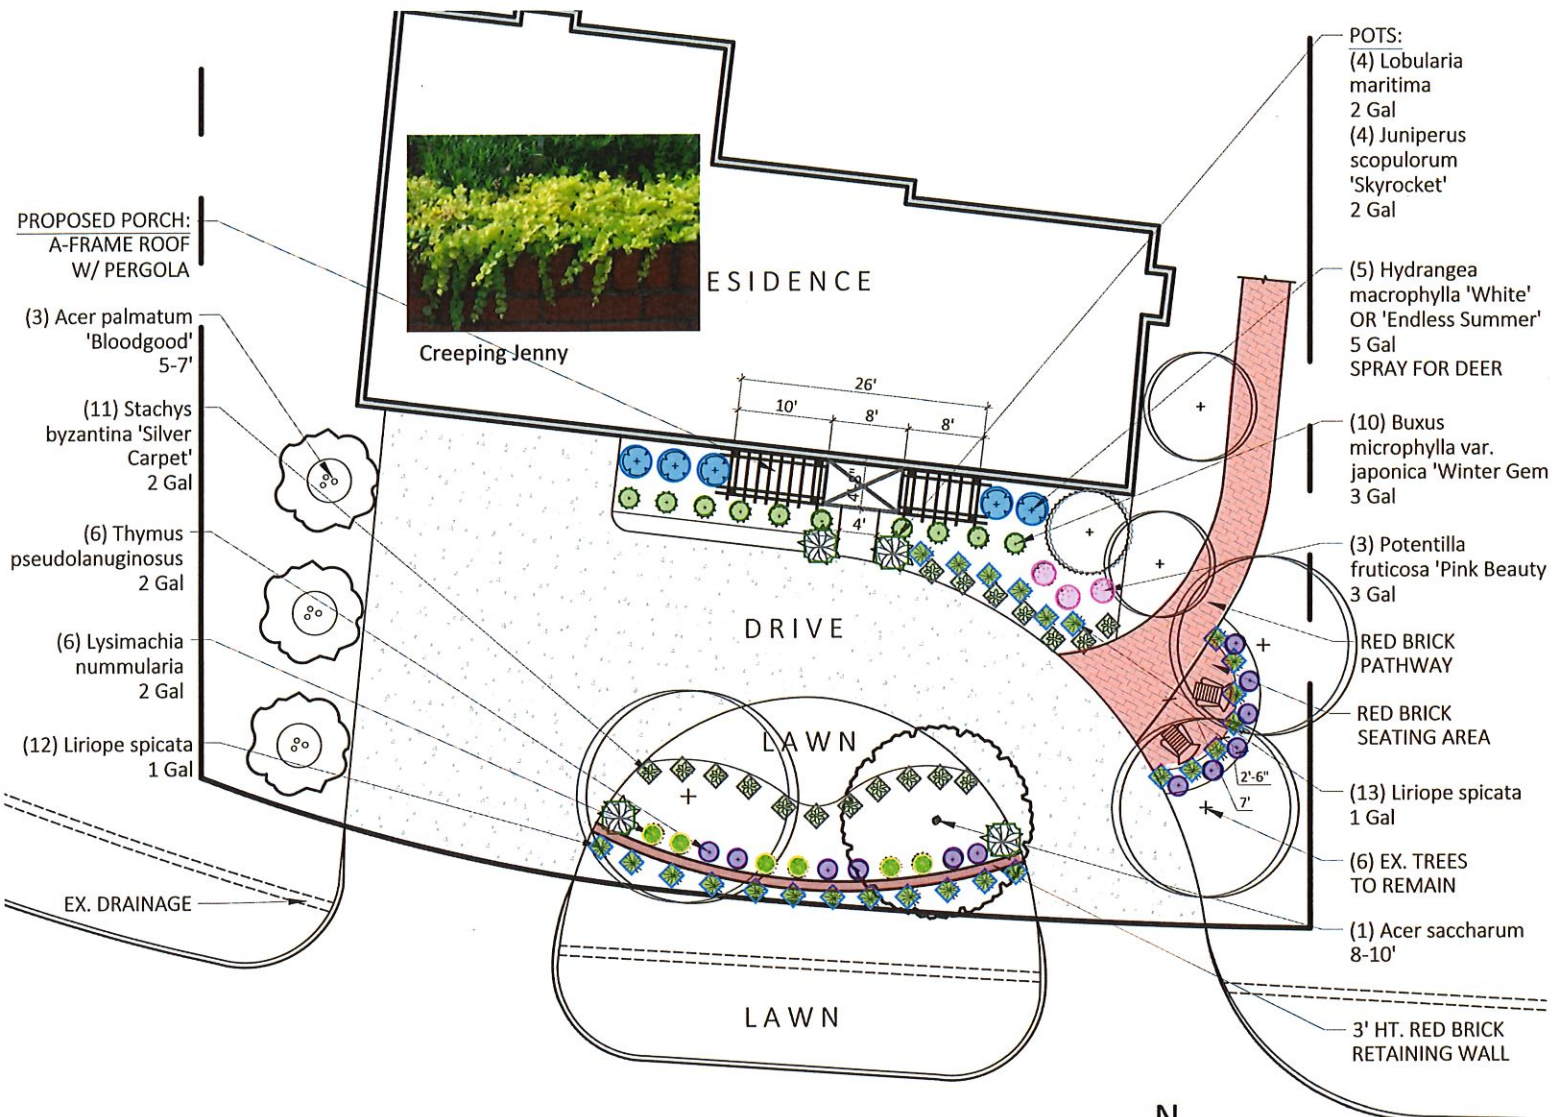 POTS:
(4) Lobularia
maritima
2 Gal
(4) Juniperus
scopulorum
'Skyrocket'
2 Gal
PROPOSED PORCH:
A-FRAME ROOF
W/ PERGOLA
ESIDENCE
(5) Hydrangea
macrophylla 'White'
OR 'Endless Summer'
5 Gal
SPRAY FOR DEER
(3) Acer palmatum
'Bloodgood'
5-7'
Creeping Jenny
26'
10'
8'
8'
4'-8"
4'
(11) Stachys
byzantina 'Silver
Carpet'
2 Gal
(10) Buxus
microphylla var.
japonica 'Winter Gem
3 Gal
(6) Thymus
pseudolanuginosus
2 Gal
(3) Potentilla
fruticosa 'Pink Beauty
3 Gal
DRIVE
(6) Lysimachia
nummularia
2 Gal
RED BRICK
PATHWAY
RED BRICK
SEATING AREA
(12) Liriope spicata
1 Gal
LAWN
2'-6"
7'
(13) Liriope spicata
1 Gal
(6) EX. TREES
TO REMAIN
EX. DRAINAGE
(1) Acer saccharum
8-10'
LAWN
3' HT. RED BRICK
RETAINING WALL
N